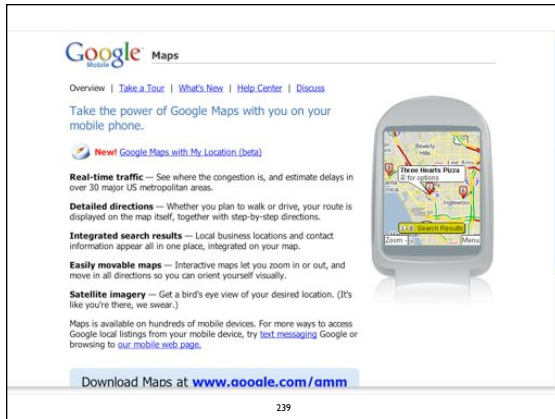 Google Maps
Mobile
Overview | Take a Tour | What's New | Help Center | Discuss
Take the power of Google Maps with you on your
mobile phone.
New! Google Maps with My Location (beta)
Real-time traffic — See where the congestion is, and estimate delays in
over 30 major US metropolitan areas.
Detailed directions — Whether you plan to walk or drive, your route is
displayed on the map itself, together with step-by-step directions.
Integrated search results — Local business locations and contact
information appear all in one place, integrated on your map.
Easily movable maps — Interactive maps let you zoom in or out, and
move in all directions so you can orient yourself visually.
Satellite imagery — Get a bird's eye view of your desired location. (It's
like you're there, we swear.)
Maps is available on hundreds of mobile devices. For more ways to access
Google local listings from your mobile device, try text messaging Google or
browsing to our mobile web page.
Download Maps at www.google.com/gmm
Beverly
Hills
Three Hearts Pizza
for options
Inglewood
Search Results
Zoom
Menu
239